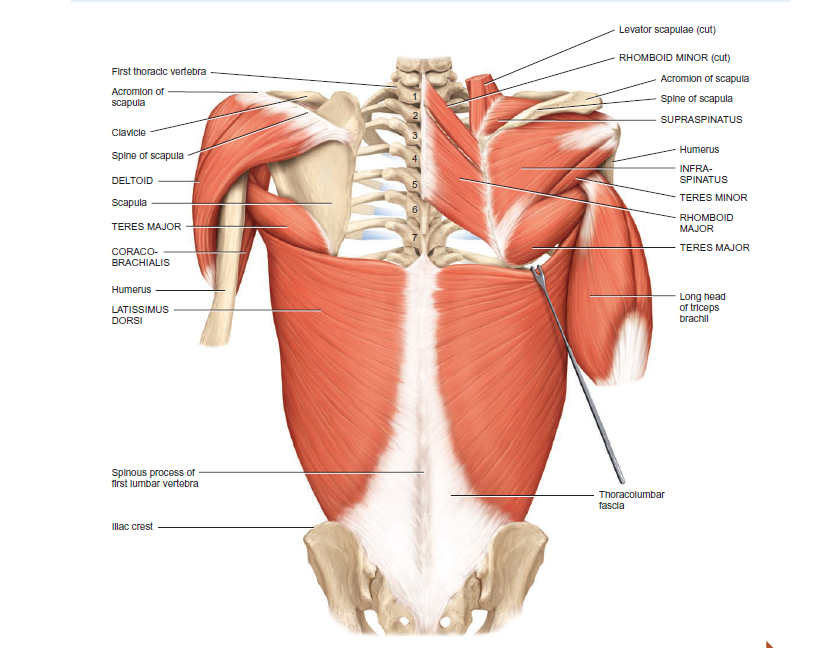 First thoracic vertebra
Acromion of
scapula
Clavicle
Spine of scapula
DELTOID
Scapula
TERES MAJOR
CORACO-
BRACHIALIS
Humerus
LATISSIMUS
DORSI
Spinous process of
first lumbar vertebra
Iliac crest
1
2
3
4
5
6
7
Levator scapulae (cut)
RHOMBOID MINOR (cut)
Acromion of scapula
Spine of scapula
SUPRASPINATUS
Humerus
INFRA-
SPINATUS
TERES MINOR
RHOMBOID
MAJOR
TERES MAJOR
Long head
of triceps
brachii
Thoracolumbar
fascia